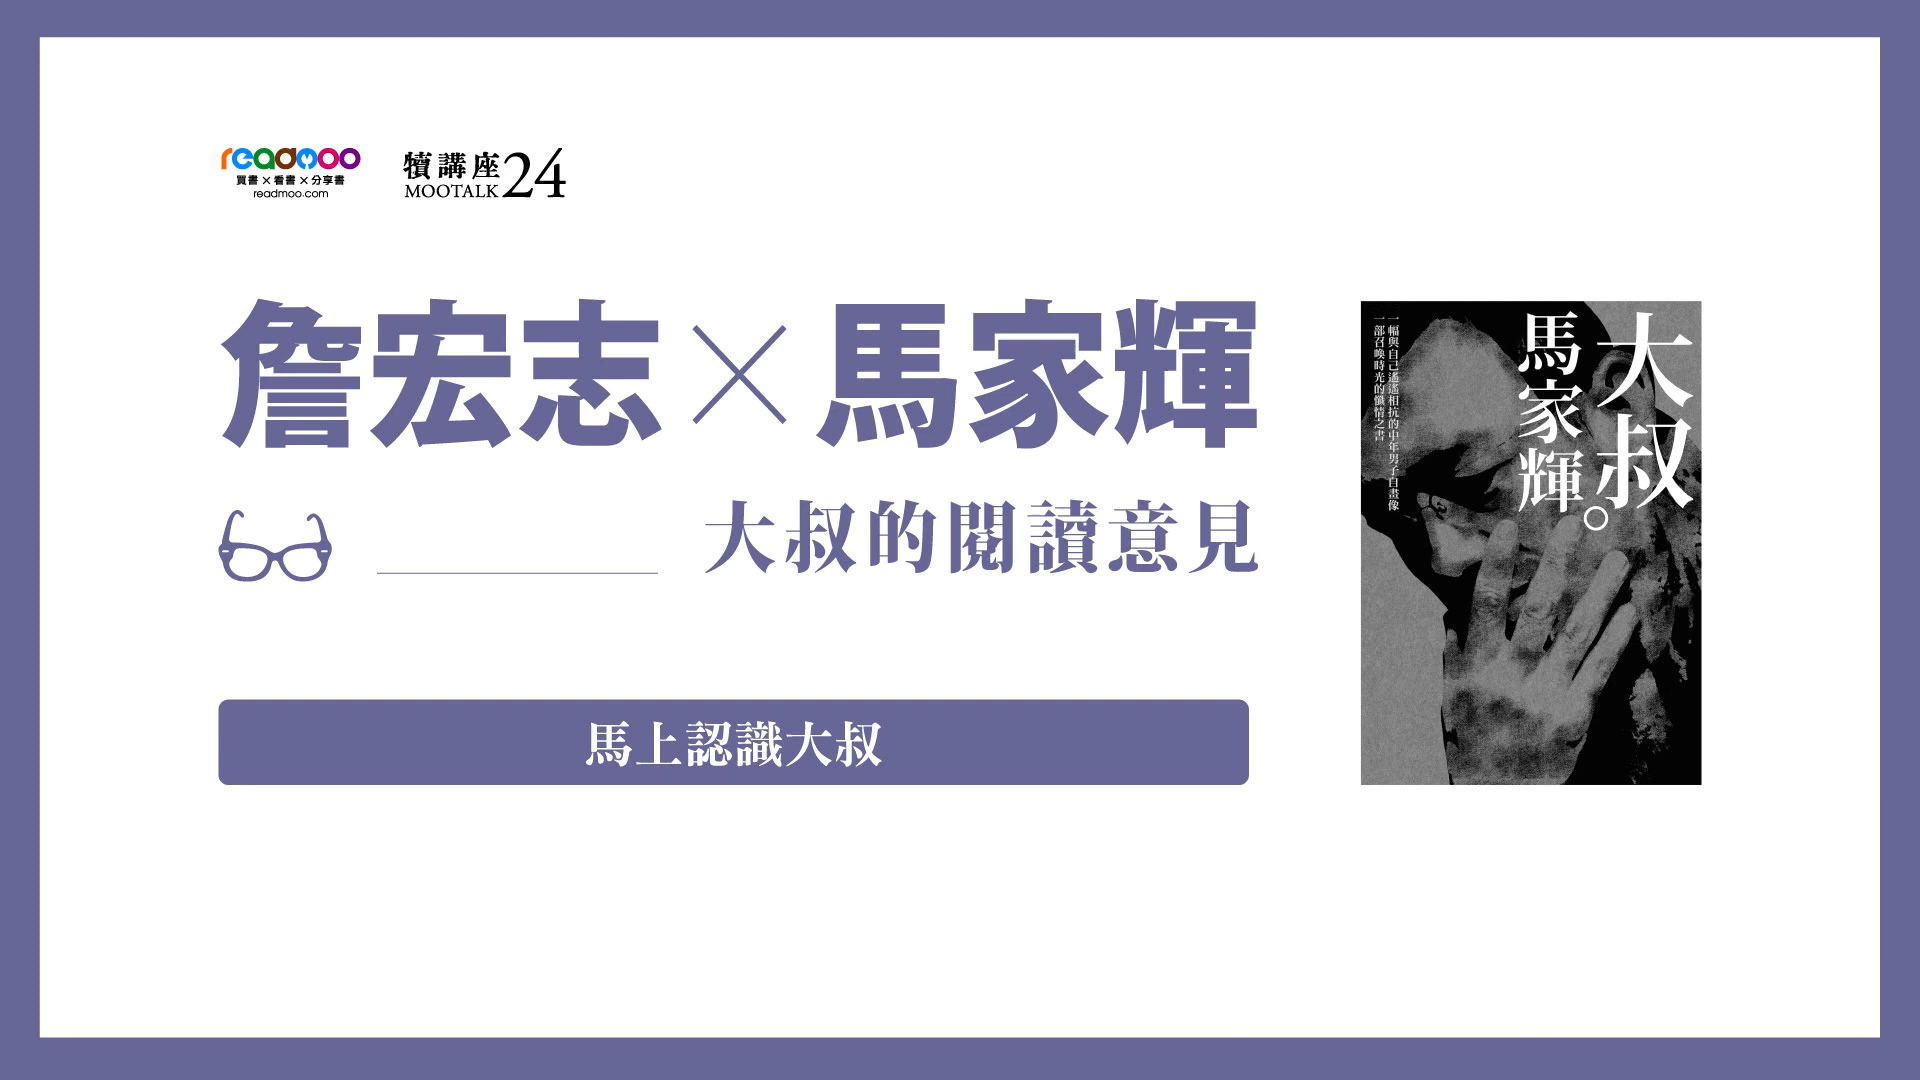 readmoo
買書×看書×分享書
readmoo.com
犢講座24
MOOTALK
詹宏志×馬家輝
大叔的閱讀意見
馬上認識大叔
大叔。
馬家輝
一幅與自己遙遙相抗的中年男子自畫像
一部召喚時光的懺情之書